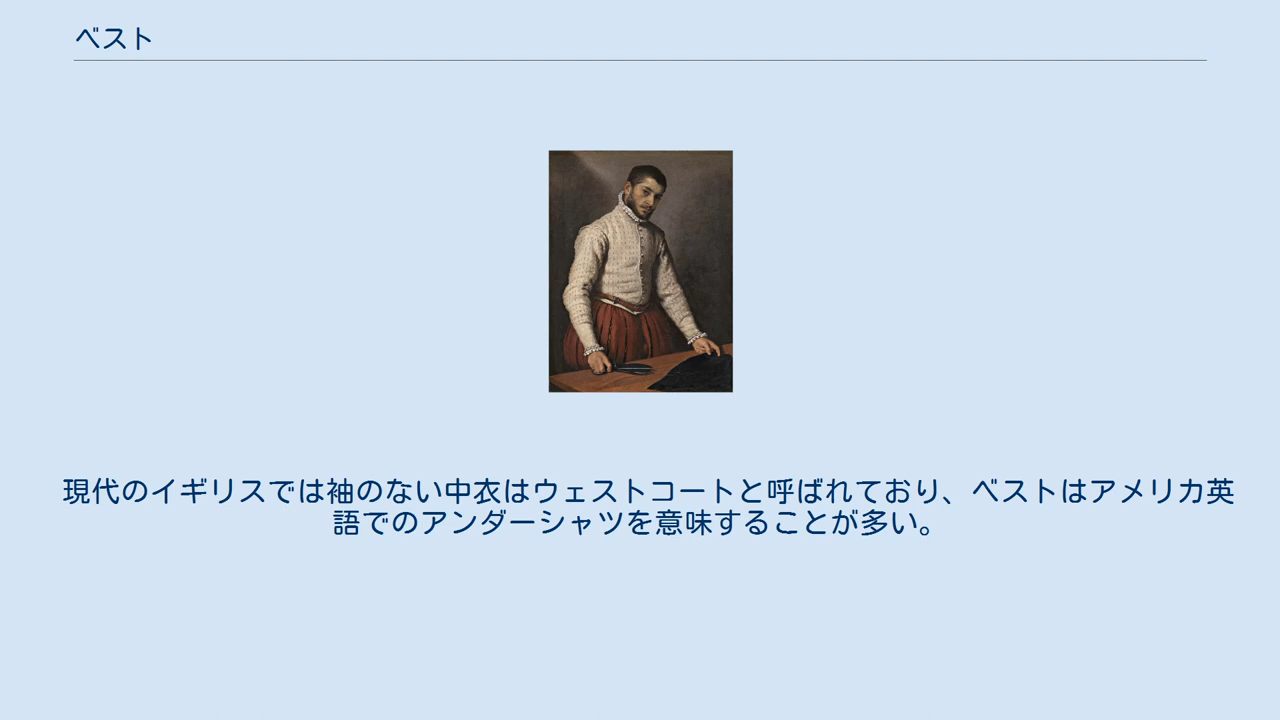 ベスト
現代のイギリスでは袖のない中衣はウェストコートと呼ばれており、ベストはアメリカ英
語でのアンダーシャツを意味することが多い。